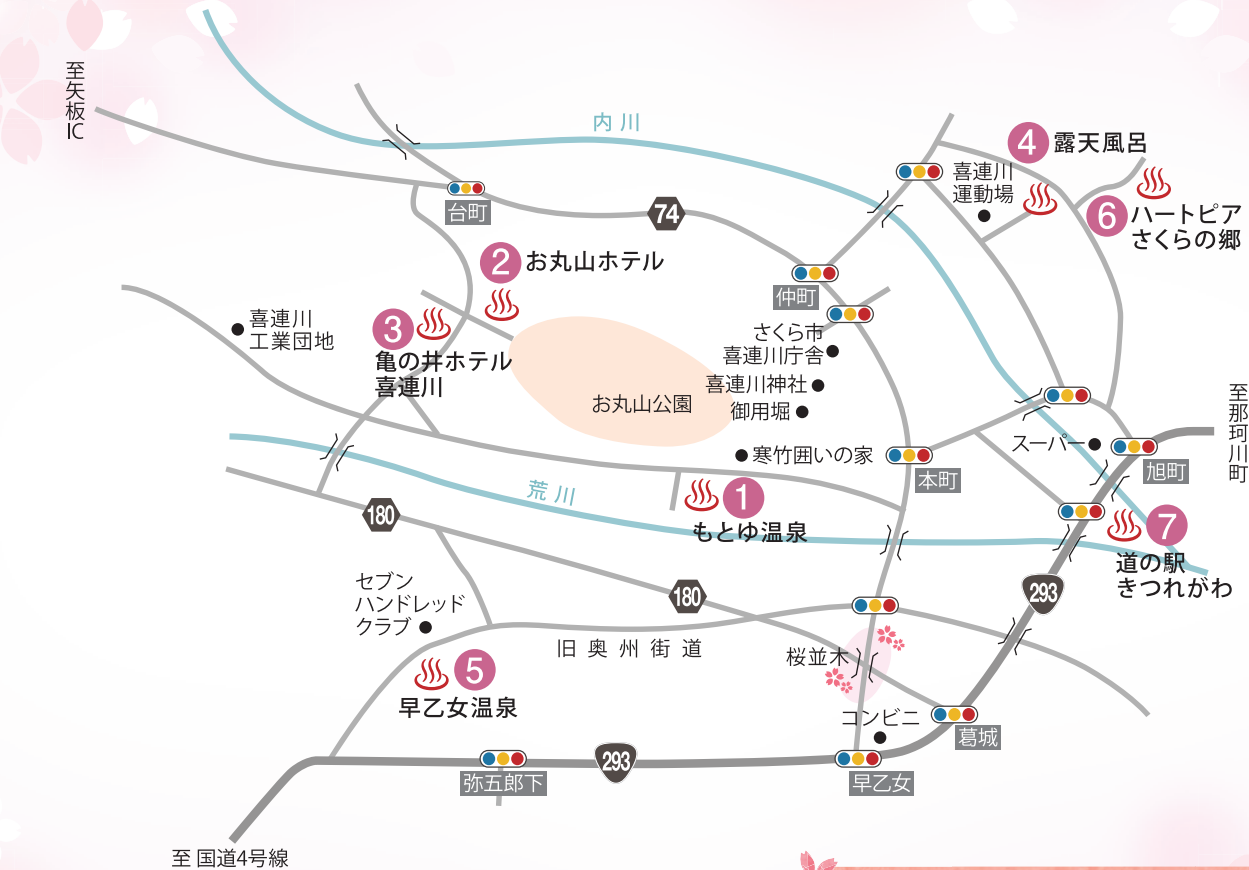 至矢板IC
内川
4 露天風呂
喜連川
運動場
6 ハートピア
さくらの郷
台町
74
2 お丸山ホテル
仲町
さくら市
喜連川庁舎
喜連川
工業団地
3
亀の井ホテル
喜連川
喜連川神社
お丸山公園
御用堀
至那珂川町
スーパー
寒竹囲いの家
本町
旭町
荒川
1
もとゆ温泉
180
7
道の駅
きつれがわ
セブン
ハンドレッド
クラブ
180
293
旧奥州街道
桜並木
5
早乙女温泉
コンビニ
葛城
弥五郎下
293
早乙女
至 国道4号線